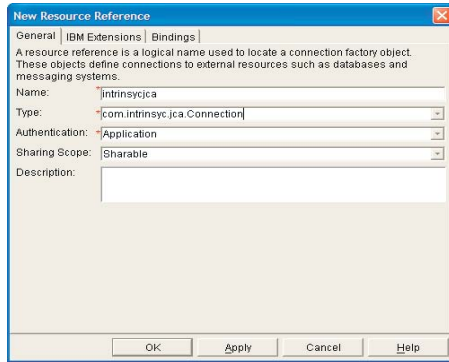 New Resource Reference
General IBM Extensions Bindings
A resource reference is a logical name used to locate a connection factory object.
These objects define connections to external resources such as databases and
messaging systems.
Name: *intrinsycjca
Type: *com.intrinsyc.jca.Connection
Authentication: *Application
Sharing Scope: Sharable
Description:
OK Apply Cancel Help